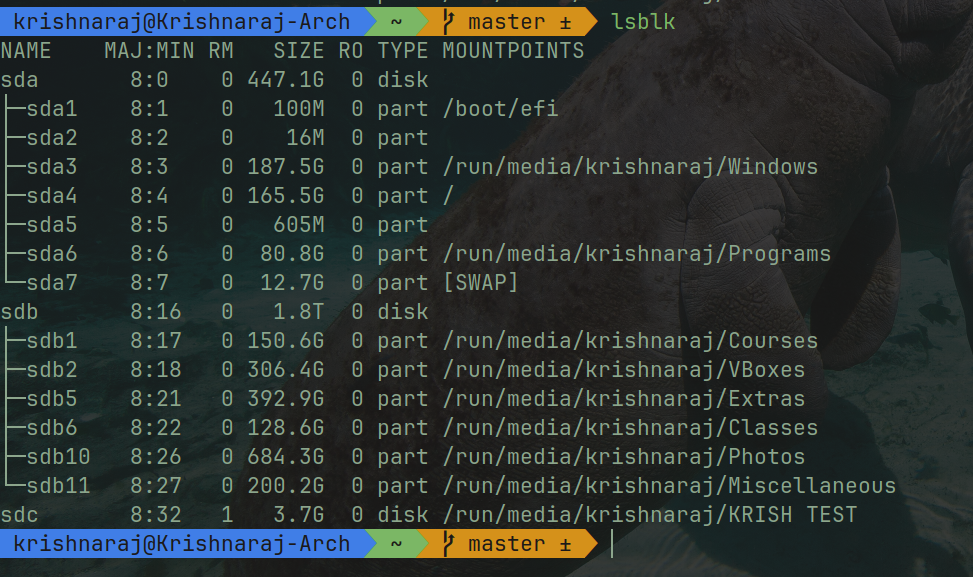 krishnaraj@Krishnaraj-Arch ~ master ± lsblk
NAME MAJ:MIN RM SIZE RO TYPE MOUNTPOINTS
sda 8:0 0 447.1G 0 disk
├─sda1 8:1 0 100M 0 part /boot/efi
├─sda2 8:2 0 16M 0 part
├─sda3 8:3 0 187.5G 0 part /run/media/krishnaraj/Windows
├─sda4 8:4 0 165.5G 0 part /
├─sda5 8:5 0 605M 0 part
├─sda6 8:6 0 80.8G 0 part /run/media/krishnaraj/Programs
└─sda7 8:7 0 12.7G 0 part [SWAP]
sdb 8:16 0 1.8T 0 disk
├─sdb1 8:17 0 150.6G 0 part /run/media/krishnaraj/Courses
├─sdb2 8:18 0 306.4G 0 part /run/media/krishnaraj/VBoxes
├─sdb5 8:21 0 392.9G 0 part /run/media/krishnaraj/Extras
├─sdb6 8:22 0 128.6G 0 part /run/media/krishnaraj/Classes
├─sdb10 8:26 0 684.3G 0 part /run/media/krishnaraj/Photos
└─sdb11 8:27 0 200.2G 0 part /run/media/krishnaraj/Miscellaneous
sdc 8:32 1 3.7G 0 disk /run/media/krishnaraj/KRISH TEST
krishnaraj@Krishnaraj-Arch ~ master ±